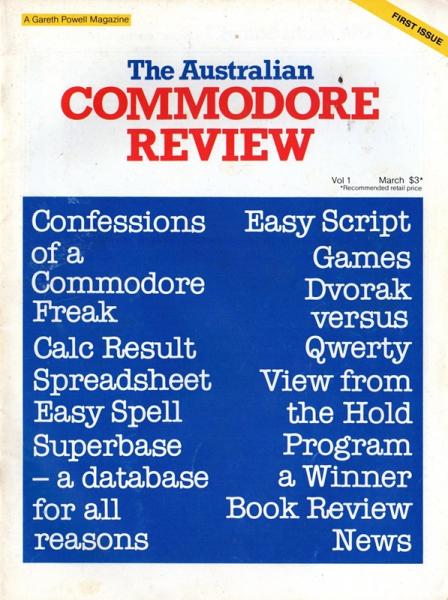 A Gareth Powell Magazine
FIRST ISSUE
The Australian
COMMODORE
REVIEW
Vol 1 March $3*
*Recommended retail price
Confessions
of a
Commodore
Freak
Calc Result
Spreadsheet
Easy Spell
Superbase
– a database
for all
reasons
Easy Script
Games
Dvorak
versus
Qwerty
View from
the Hold
Program
a Winner
Book Review
News